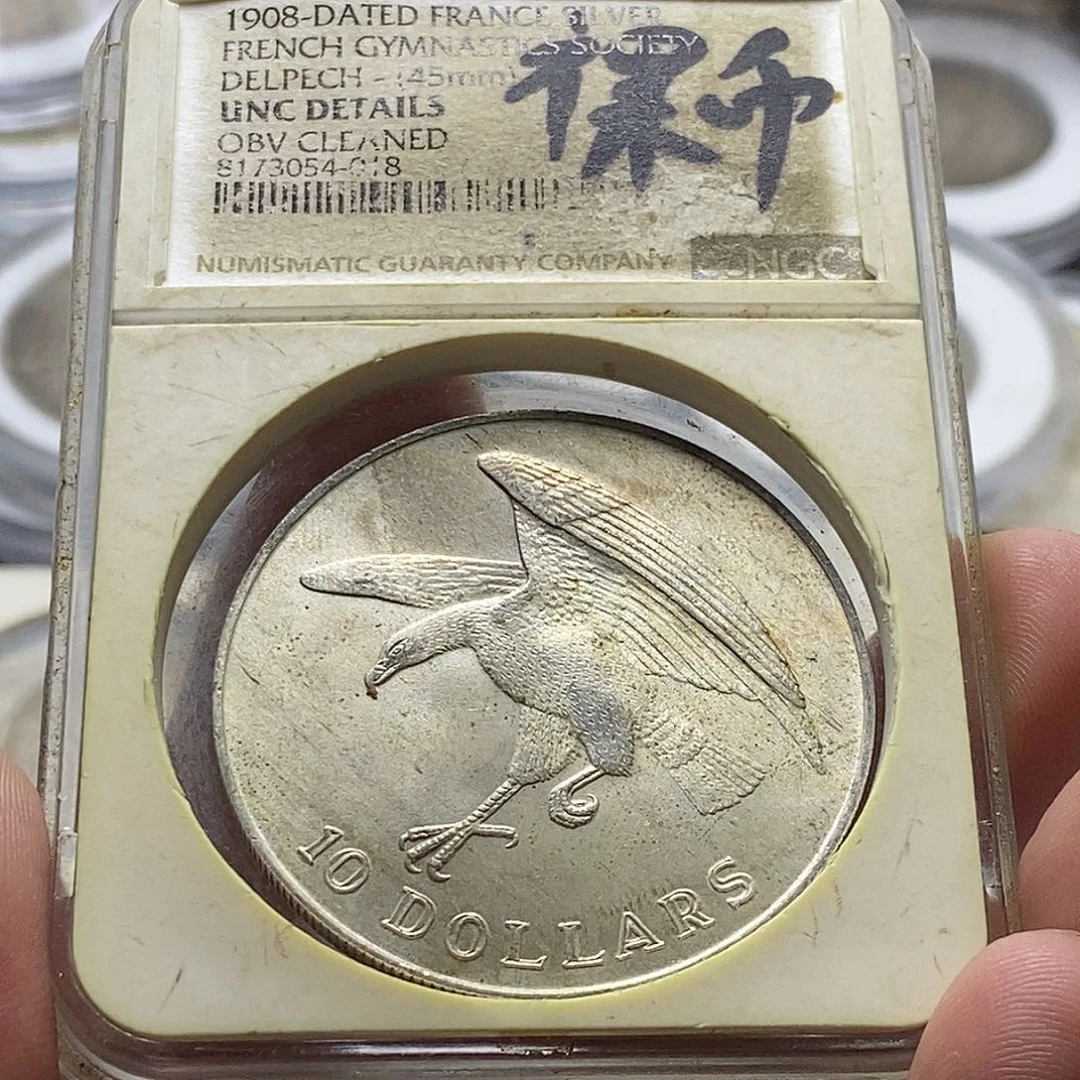 1908-DATED FRANCE SILVER
FRENCH GYMNASTICS SOCIETY
DELPECH - (45mm)
UNC DETAILS
OBV CLEANED
8173054-018
裸币
NUMISMATIC GUARANTY COMPANY
NGC
10 DOLLARS